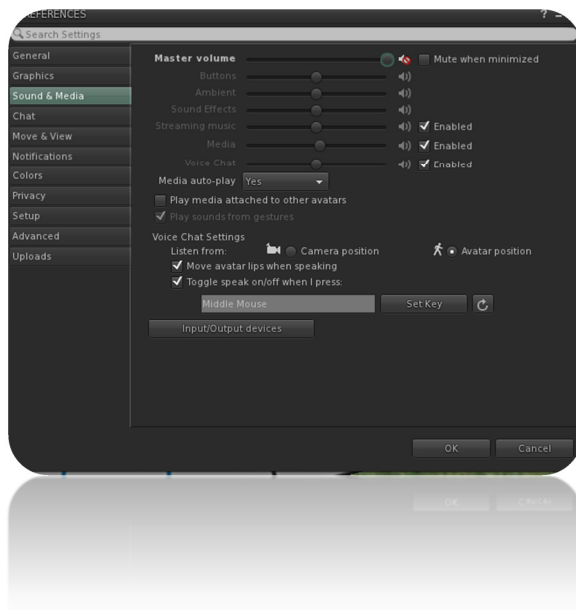 PREFERENCES ?
Search Settings
General
Graphics
Sound & Media
Chat
Move & View
Notifications
Colors
Privacy
Setup
Advanced
Uploads
Master volume Mute when minimized
Buttons
Ambient
Sound Effects
Streaming music Enabled
Media Enabled
Voice Chat Enabled
Media auto-play Yes
Play media attached to other avatars
Play sounds from gestures
Voice Chat Settings
Listen from: Camera position Avatar position
Move avatar lips when speaking
Toggle speak on/off when I press:
Middle Mouse Set Key
Input/Output devices
OK Cancel